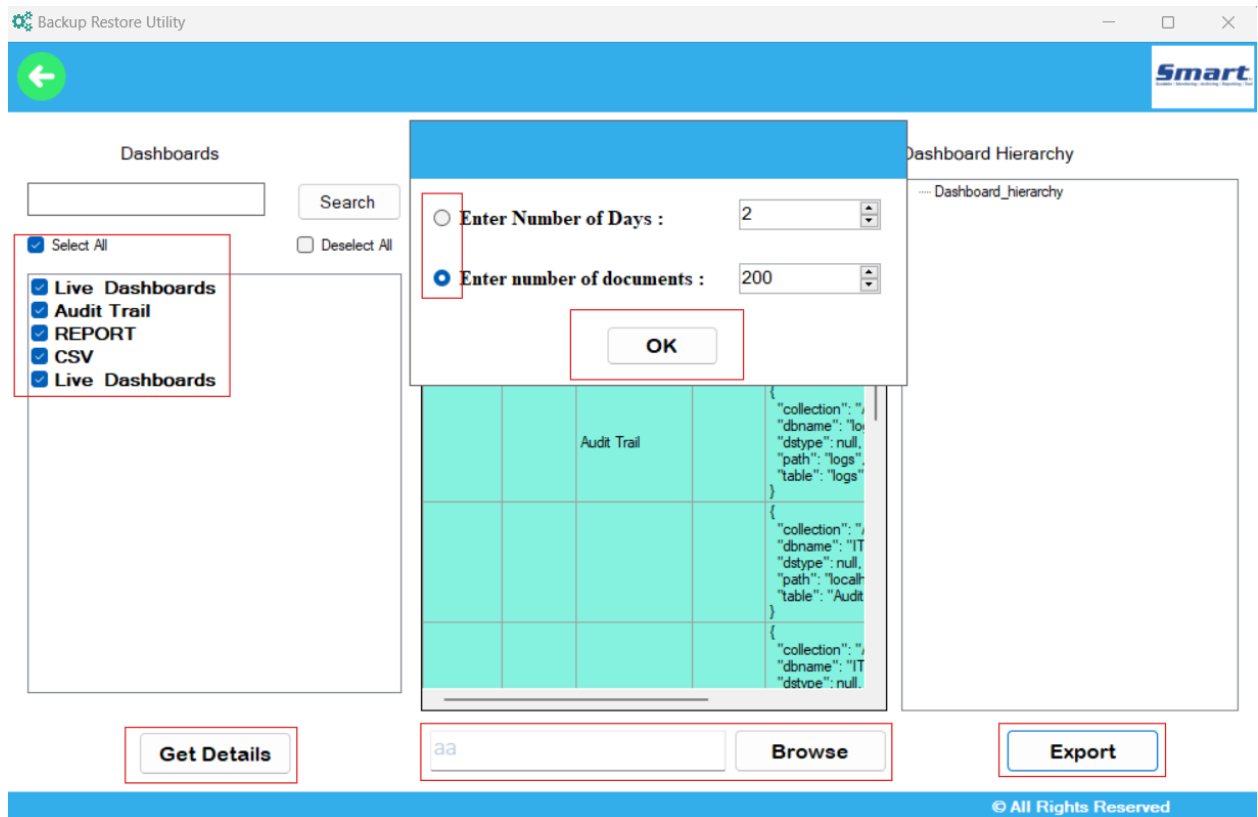 Backup Restore Utility
Smart
Dashboards
Search
Select All
Deselect All
Live Dashboards
Audit Trail
REPORT
CSV
Live Dashboards
Get Details
Enter Number of Days :
2
Enter number of documents :
200
OK
Audit Trail
{
"collection": "/
"dbname": "lo
"dstype": null,
"path": "logs",
"table": "logs"
}
{
"collection": "/
"dbname": "IT
"dstype": null,
"path": "localh
"table": "Audit
}
{
"collection": "/
"dbname": "IT
"dstype": null,
aa
Browse
Dashboard Hierarchy
Dashboard_hierarchy
Export
© All Rights Reserved